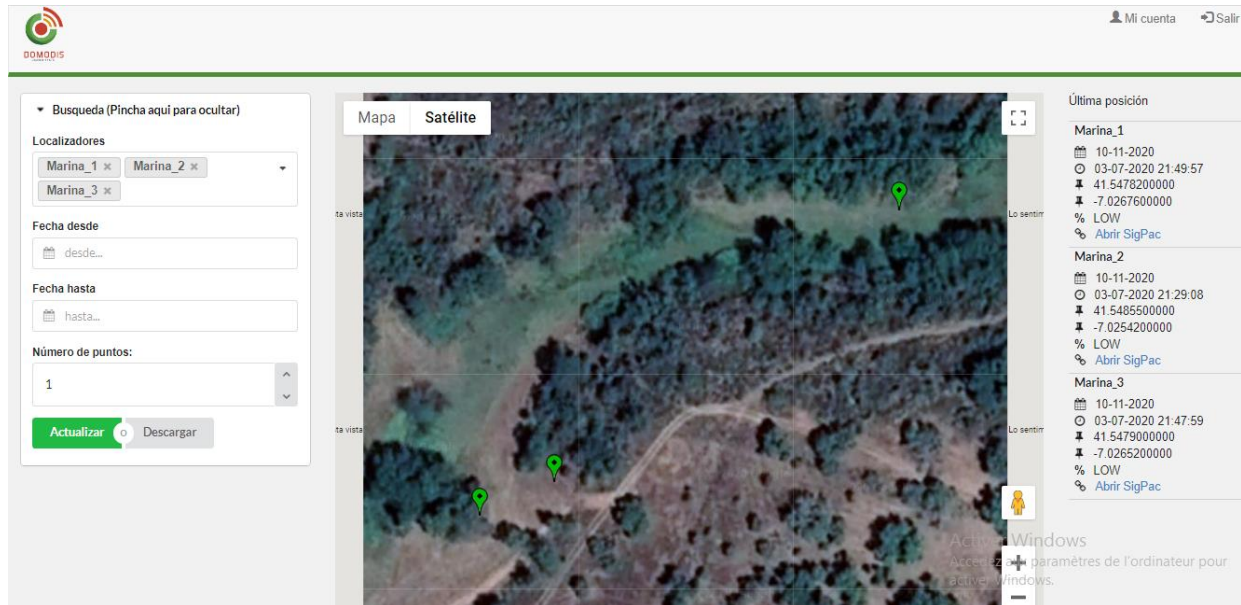 DOMODIS
Mi cuenta
Salir
Busqueda (Pincha aqui para ocultar)
Localizadores
Marina_1 ×
Marina_2 ×
Marina_3 ×
Fecha desde
desde...
Fecha hasta
hasta...
Número de puntos:
1
Actualizar
o
Descargar
Mapa
Satélite
ta vista
Lo sentim
ta vista
Lo sentim
Última posición
Marina_1
10-11-2020
03-07-2020 21:49:57
41.5478200000
-7.0267600000
% LOW
Abrir SigPac
Marina_2
10-11-2020
03-07-2020 21:29:08
41.5485500000
-7.0254200000
% LOW
Abrir SigPac
Marina_3
10-11-2020
03-07-2020 21:47:59
41.5479000000
-7.0265200000
% LOW
Abrir SigPac
Activer Windows
Accédez aux paramètres de l'ordinateur pour
activer Windows.